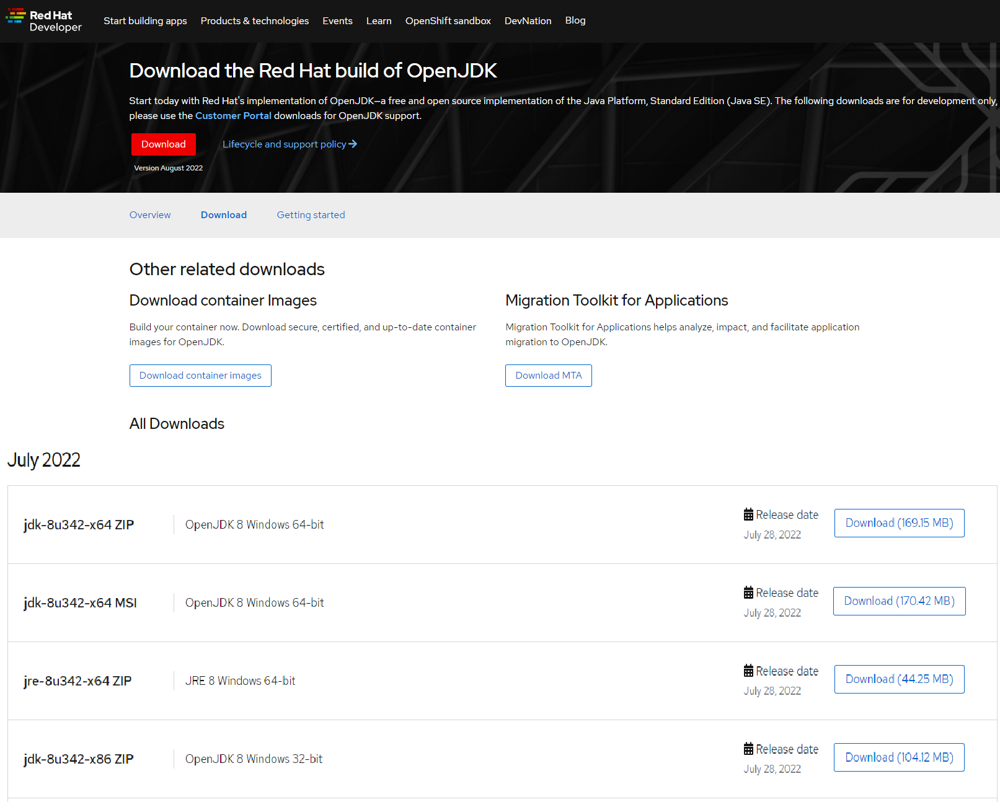 Red Hat
Developer
Start building apps Products & technologies Events Learn OpenShift sandbox DevNation Blog
Download the Red Hat build of OpenJDK
Start today with Red Hat's implementation of OpenJDK—a free and open source implementation of the Java Platform, Standard Edition (Java SE). The following downloads are for development only,
please use the Customer Portal downloads for OpenJDK support.
Download Lifecycle and support policy
Version August 2022
Overview Download Getting started
Other related downloads
Download container Images
Build your container now. Download secure, certified, and up-to-date container
images for OpenJDK.
Download container images
Migration Toolkit for Applications
Migration Toolkit for Applications helps analyze, impact, and facilitate application
migration to OpenJDK.
Download MTA
All Downloads
July 2022
jdk-8u342-x64 ZIP OpenJDK 8 Windows 64-bit Release date Download (169.15 MB)
July 28, 2022
jdk-8u342-x64 MSI OpenJDK 8 Windows 64-bit Release date Download (170.42 MB)
July 28, 2022
jre-8u342-x64 ZIP JRE 8 Windows 64-bit Release date Download (44.25 MB)
July 28, 2022
jdk-8u342-x86 ZIP OpenJDK 8 Windows 32-bit Release date Download (104.12 MB)
July 28, 2022